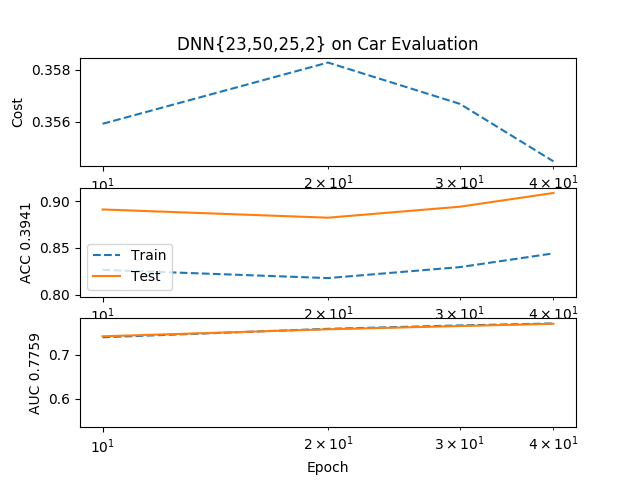 DNN{23,50,25,2} on Car Evaluation
0.358
0.356
Cost
10¹
2 × 10¹
3 × 10¹
4 × 10¹
0.90
0.85
0.80
ACC 0.3941
Train
Test
10¹
2 × 10¹
3 × 10¹
4 × 10¹
0.7
0.6
AUC 0.7759
10¹
2 × 10¹
3 × 10¹
4 × 10¹
Epoch